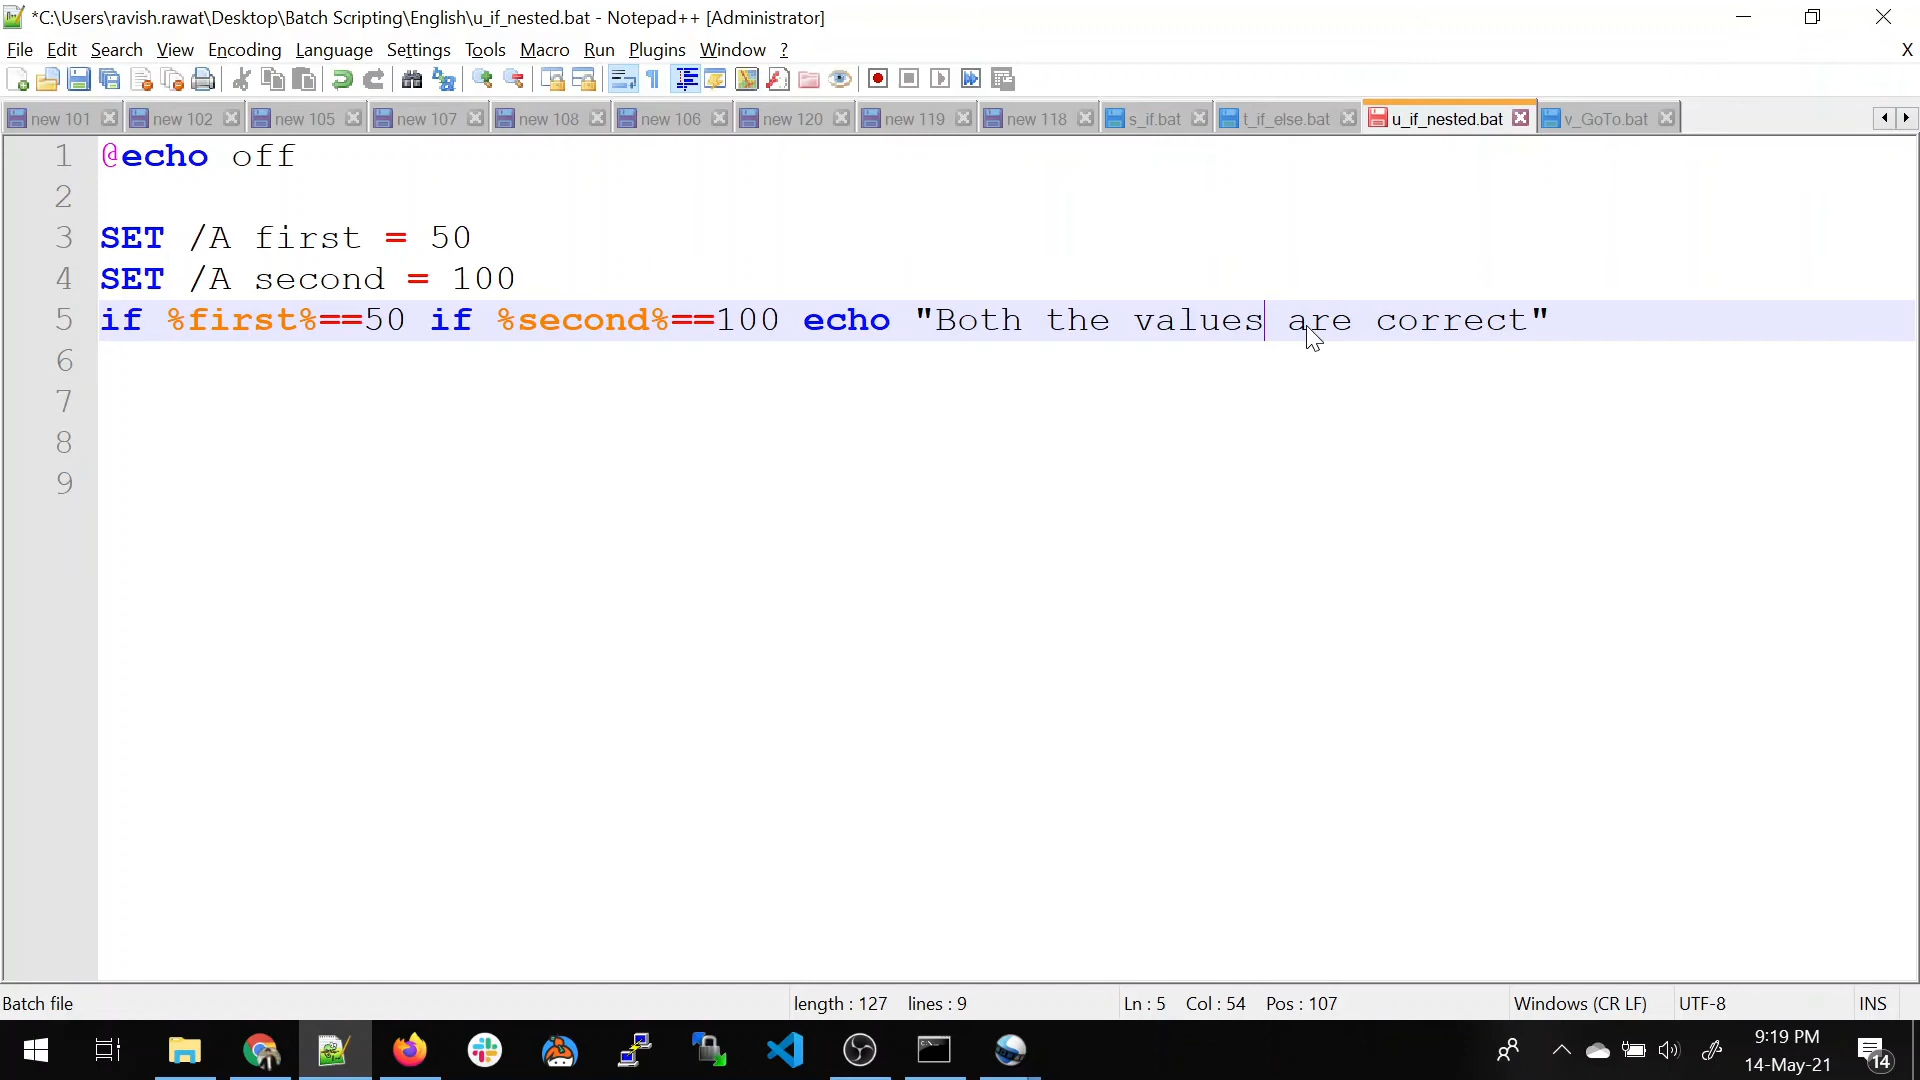 *C:\Users\ravish.rawat\Desktop\Batch Scripting\English\u_if_nested.bat - Notepad++ [Administrator]
File Edit Search View Encoding Language Settings Tools Macro Run Plugins Window ? X
new 101 new 102 new 105 new 107 new 108 new 106 new 120 new 119 new 118 s_if.bat t_if_else.bat u_if_nested.bat v_GoTo.bat
1 @echo off
2
3 SET /A first = 50
4 SET /A second = 100
5 if %first%==50 if %second%==100 echo "Both the values are correct"
6
7
8
9
Batch file length : 127 lines : 9 Ln : 5 Col : 54 Pos : 107 Windows (CR LF) UTF-8 INS
9:19 PM
14-May-21
14